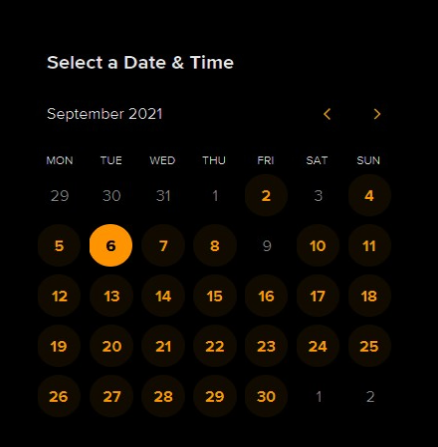 Select a Date & Time
September 2021
MON TUE WED THU FRI SAT SUN
29 30 31 1 2 3 4
5 6 7 8 9 10 11
12 13 14 15 16 17 18
19 20 21 22 23 24 25
26 27 28 29 30 1 2